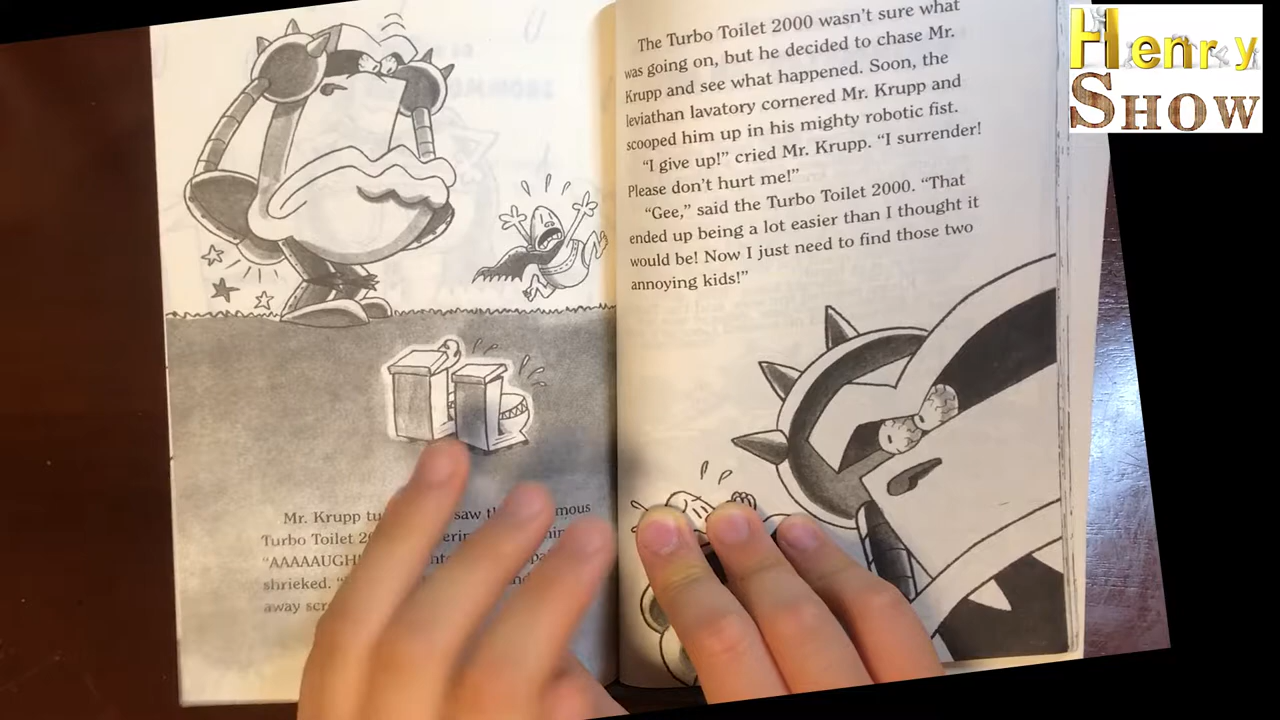 Mr. Krupp saw
Turbo Toilet
"AAAAAUGH!
shrieked.
away
The Turbo Toilet 2000 wasn't sure what
was going on, but he decided to chase Mr.
Krupp and see what happened. Soon, the
leviathan lavatory cornered Mr. Krupp and
scooped him up in his mighty robotic fist.
"I give up!" cried Mr. Krupp. "I surrender!
Please don't hurt me!"
"Gee," said the Turbo Toilet 2000. "That
ended up being a lot easier than I thought it
would be! Now I just need to find those two
annoying kids!"
Henry
SHOW